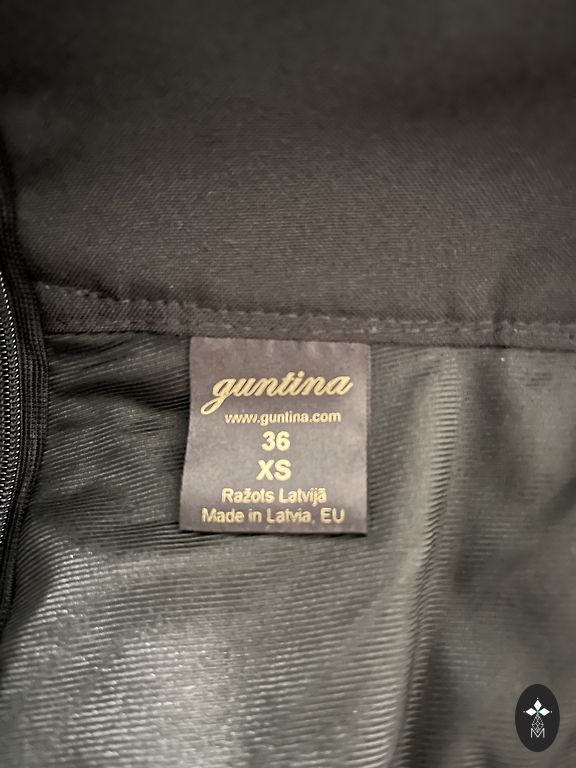 guntina
www.guntina.com
36
XS
Ražots Latvijā
Made in Latvia, EU
M